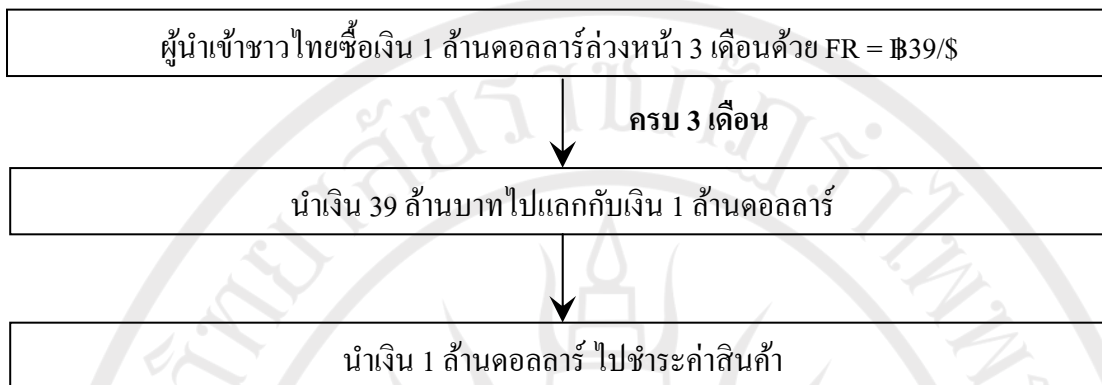 ผู้นำเข้าชาวไทยซื้อเงิน 1 ล้านดอลลาร์ล่วงหน้า 3 เดือนด้วย FR = ฿39/$
ครบ 3 เดือน
นำเงิน 39 ล้านบาทไปแลกกับเงิน 1 ล้านดอลลาร์
นำเงิน 1 ล้านดอลลาร์ ไปชำระค่าสินค้า